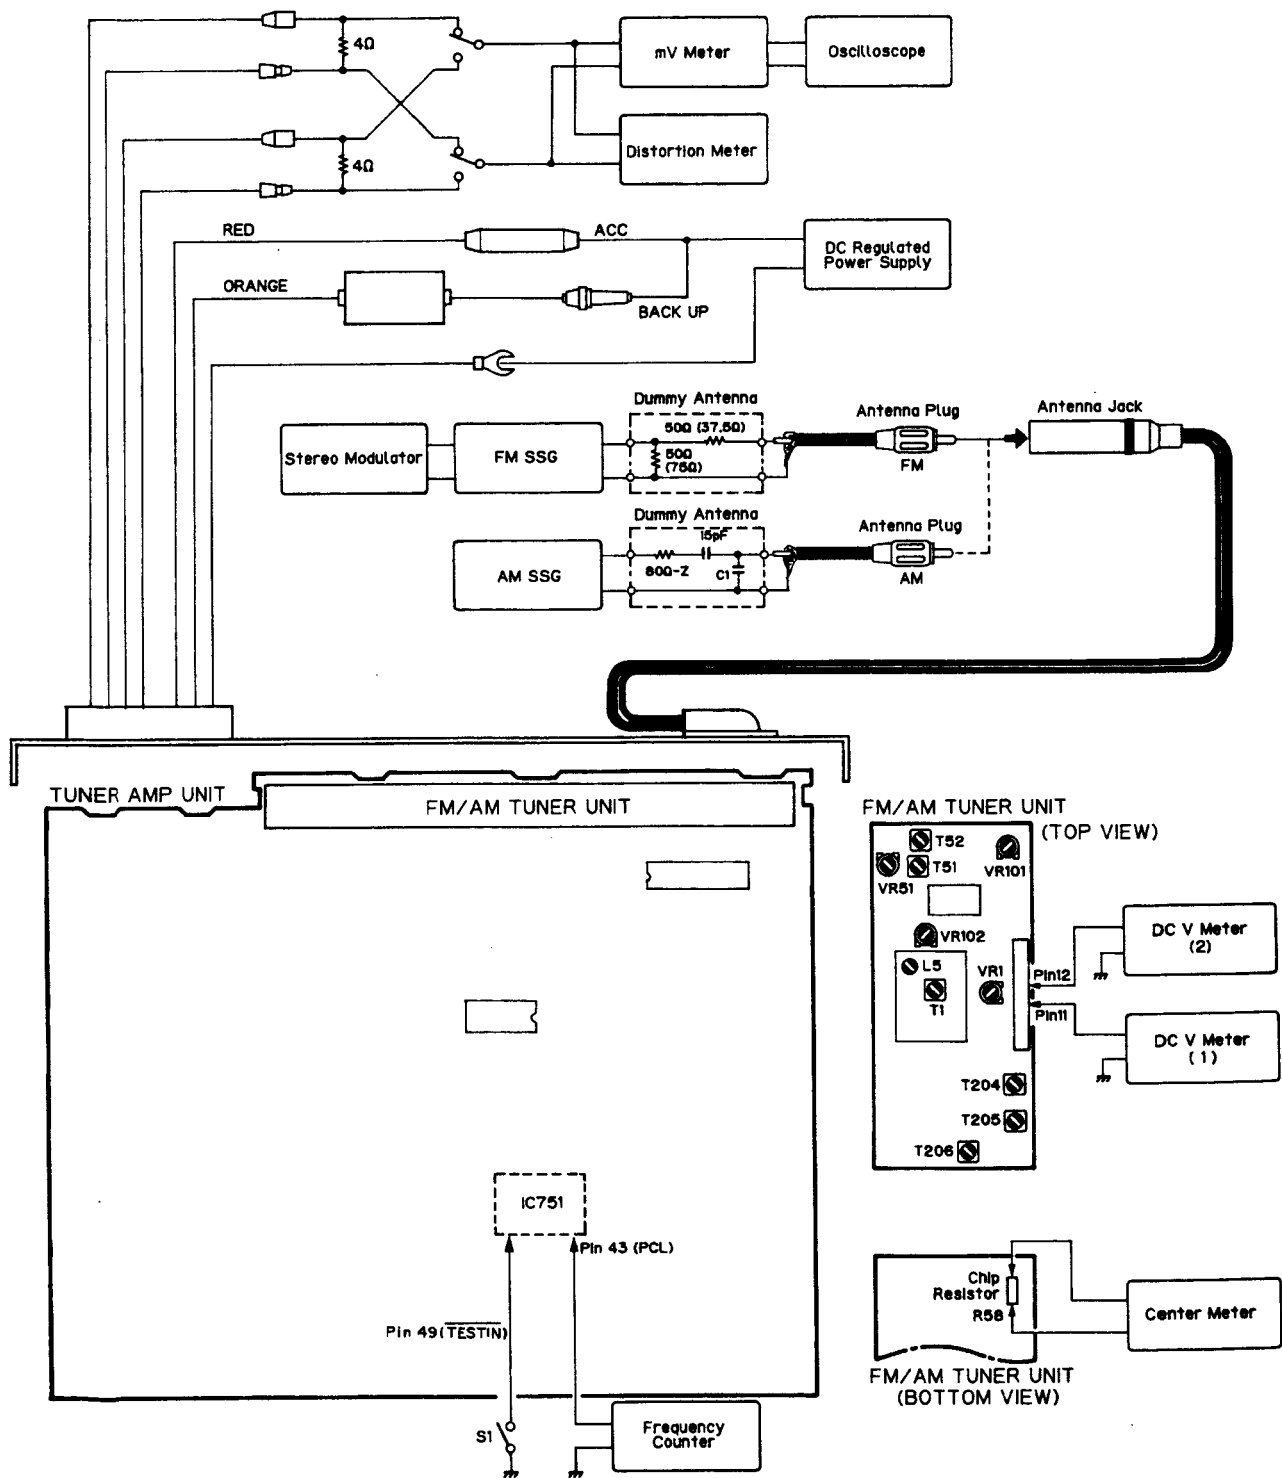 4Ω
mV Meter
Oscilloscope
4Ω
Distortion Meter
RED
ACC
DC Regulated
Power Supply
ORANGE
BACK UP
Dummy Antenna
Antenna Plug
Antenna Jack
Stereo Modulator
FM SSG
50Ω (37.5Ω)
50Ω
(75Ω)
FM
Dummy Antenna
Antenna Plug
AM SSG
15pF
80Ω-Z
C1
AM
TUNER AMP UNIT
FM/AM TUNER UNIT
FM/AM TUNER UNIT
(TOP VIEW)
T52
T51
VR51
VR101
VR102
L5
T1
VR1
Pin12
Pin11
DC V Meter
(2)
DC V Meter
(1)
T204
T205
T206
IC751
Pin 43 (PCL)
Pin 49 (TESTIN)
S1
Frequency
Counter
Chip
Resistor
R58
Center Meter
FM/AM TUNER UNIT
(BOTTOM VIEW)